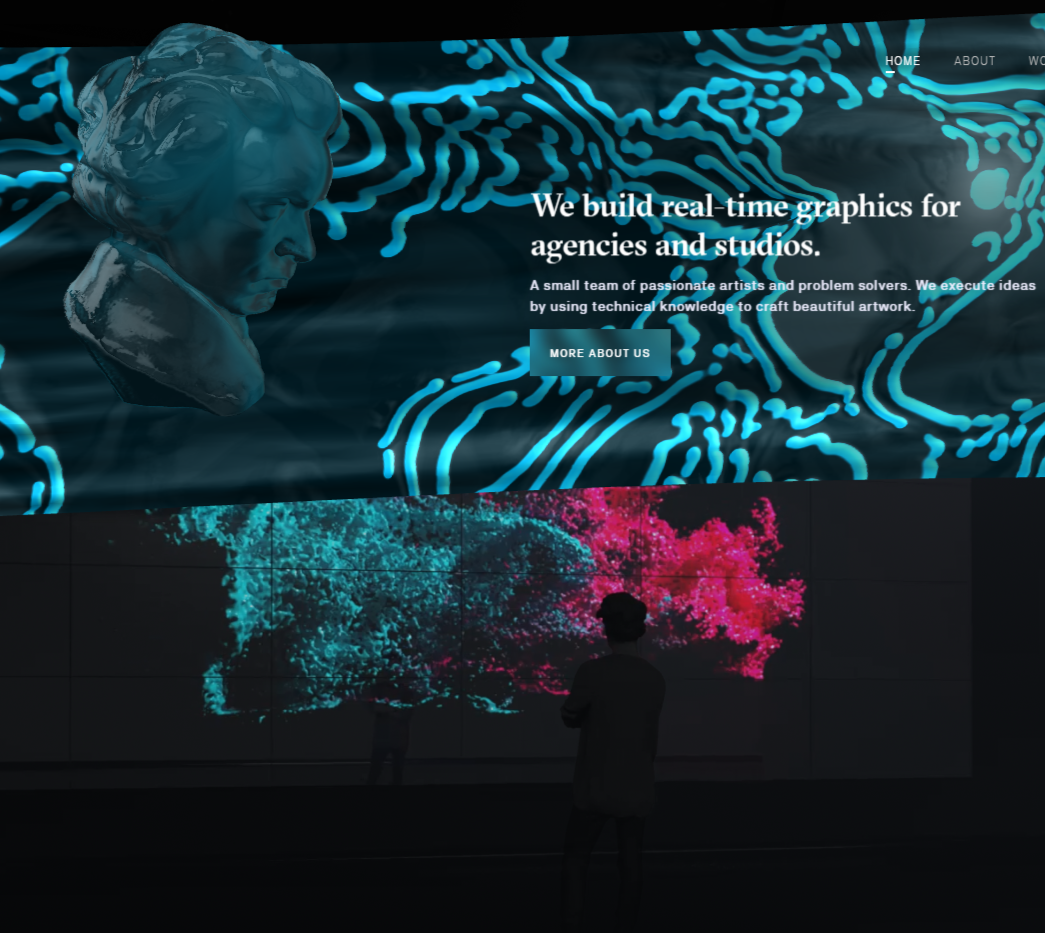 HOME ABOUT
We build real-time graphics for
agencies and studios.
A small team of passionate artists and problem solvers. We execute ideas
by using technical knowledge to craft beautiful artwork.
MORE ABOUT US